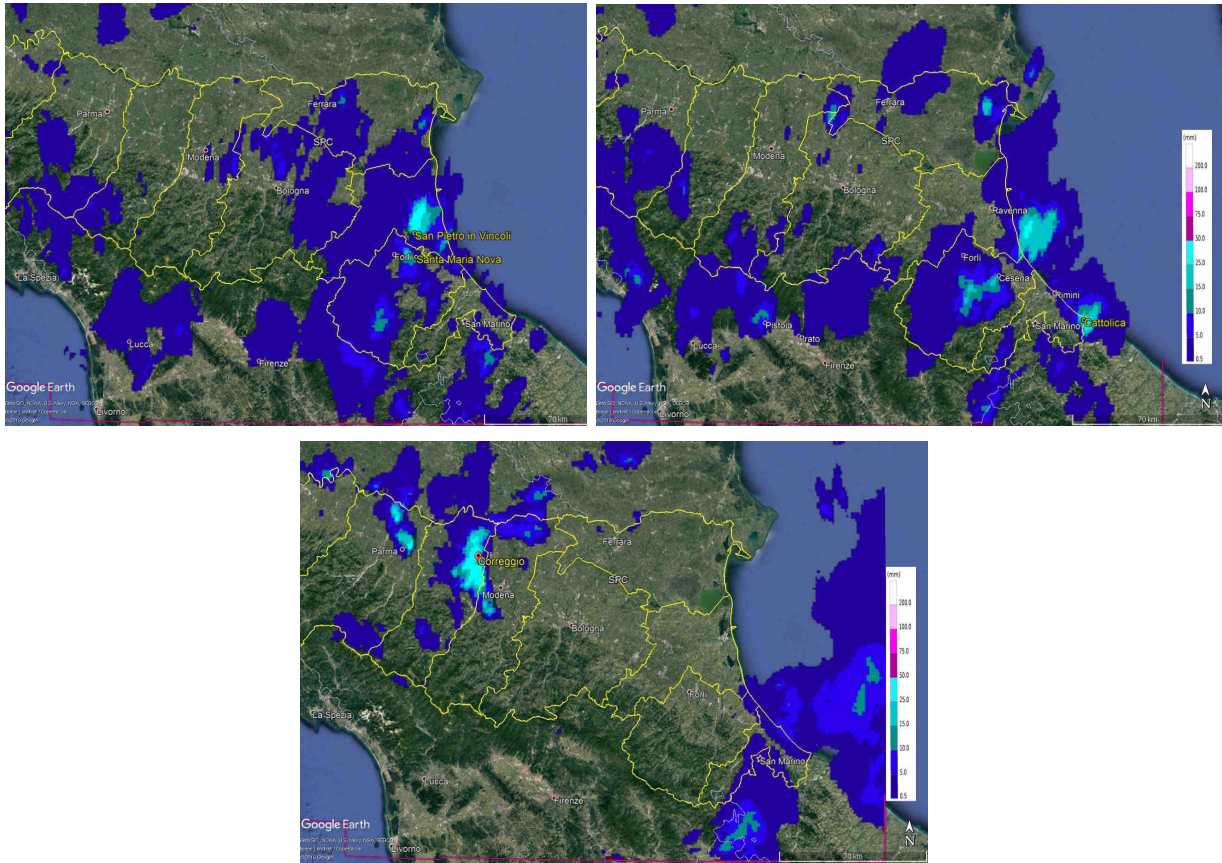 Parma
Ferrara
SPC
Modena
Bologna
San Pietro in Vincoli
Forlì
Santa Maria Nova
La Spezia
San Marino
Lucca
Firenze
Google Earth
Livorno
70 km
N
Parma
Ferrara
SPC
Modena
Bologna
Ravenna
Forlì
Cesena
Rimini
San Marino
Cattolica
Pistoia
Prato
Lucca
Firenze
Google Earth
Livorno
70 km
N
(mm)
200.0
100.0
75.0
50.0
25.0
15.0
10.0
5.0
0.5
Parma
Correggio
Ferrara
SPC
Modena
Bologna
Forlì
La Spezia
San Marino
Lucca
Firenze
Google Earth
Livorno
70 km
N
(mm)
200.0
100.0
75.0
50.0
25.0
15.0
10.0
5.0
0.5